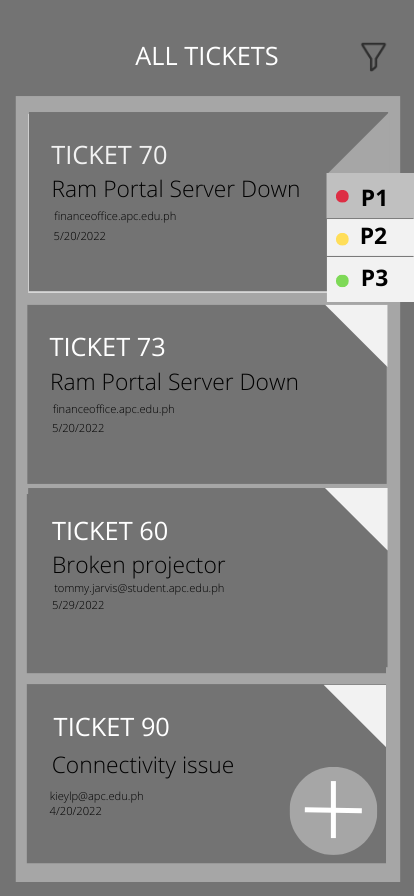 ALL TICKETS
TICKET 70
Ram Portal Server Down
financeoffice.apc.edu.ph
5/20/2022
P1
P2
P3
TICKET 73
Ram Portal Server Down
financeoffice.apc.edu.ph
5/20/2022
TICKET 60
Broken projector
tommy.jarvis@student.apc.edu.ph
5/29/2022
TICKET 90
Connectivity issue
kieylp@apc.edu.ph
4/20/2022